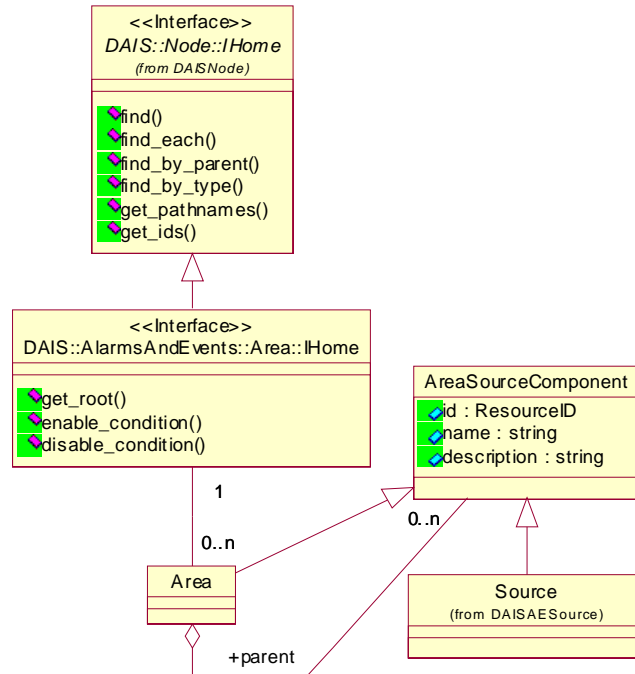 <<Interface>>
DAIS::Node::IHome
(from DAISNode)
find()
find_each()
find_by_parent()
find_by_type()
get_pathnames()
get_ids()
<<Interface>>
DAIS::AlarmsAndEvents::Area::IHome
get_root()
enable_condition()
disable_condition()
AreaSourceComponent
id : ResourceID
name : string
description : string
1
0..n
0..n
Area
Source
(from DAISAESource)
+parent